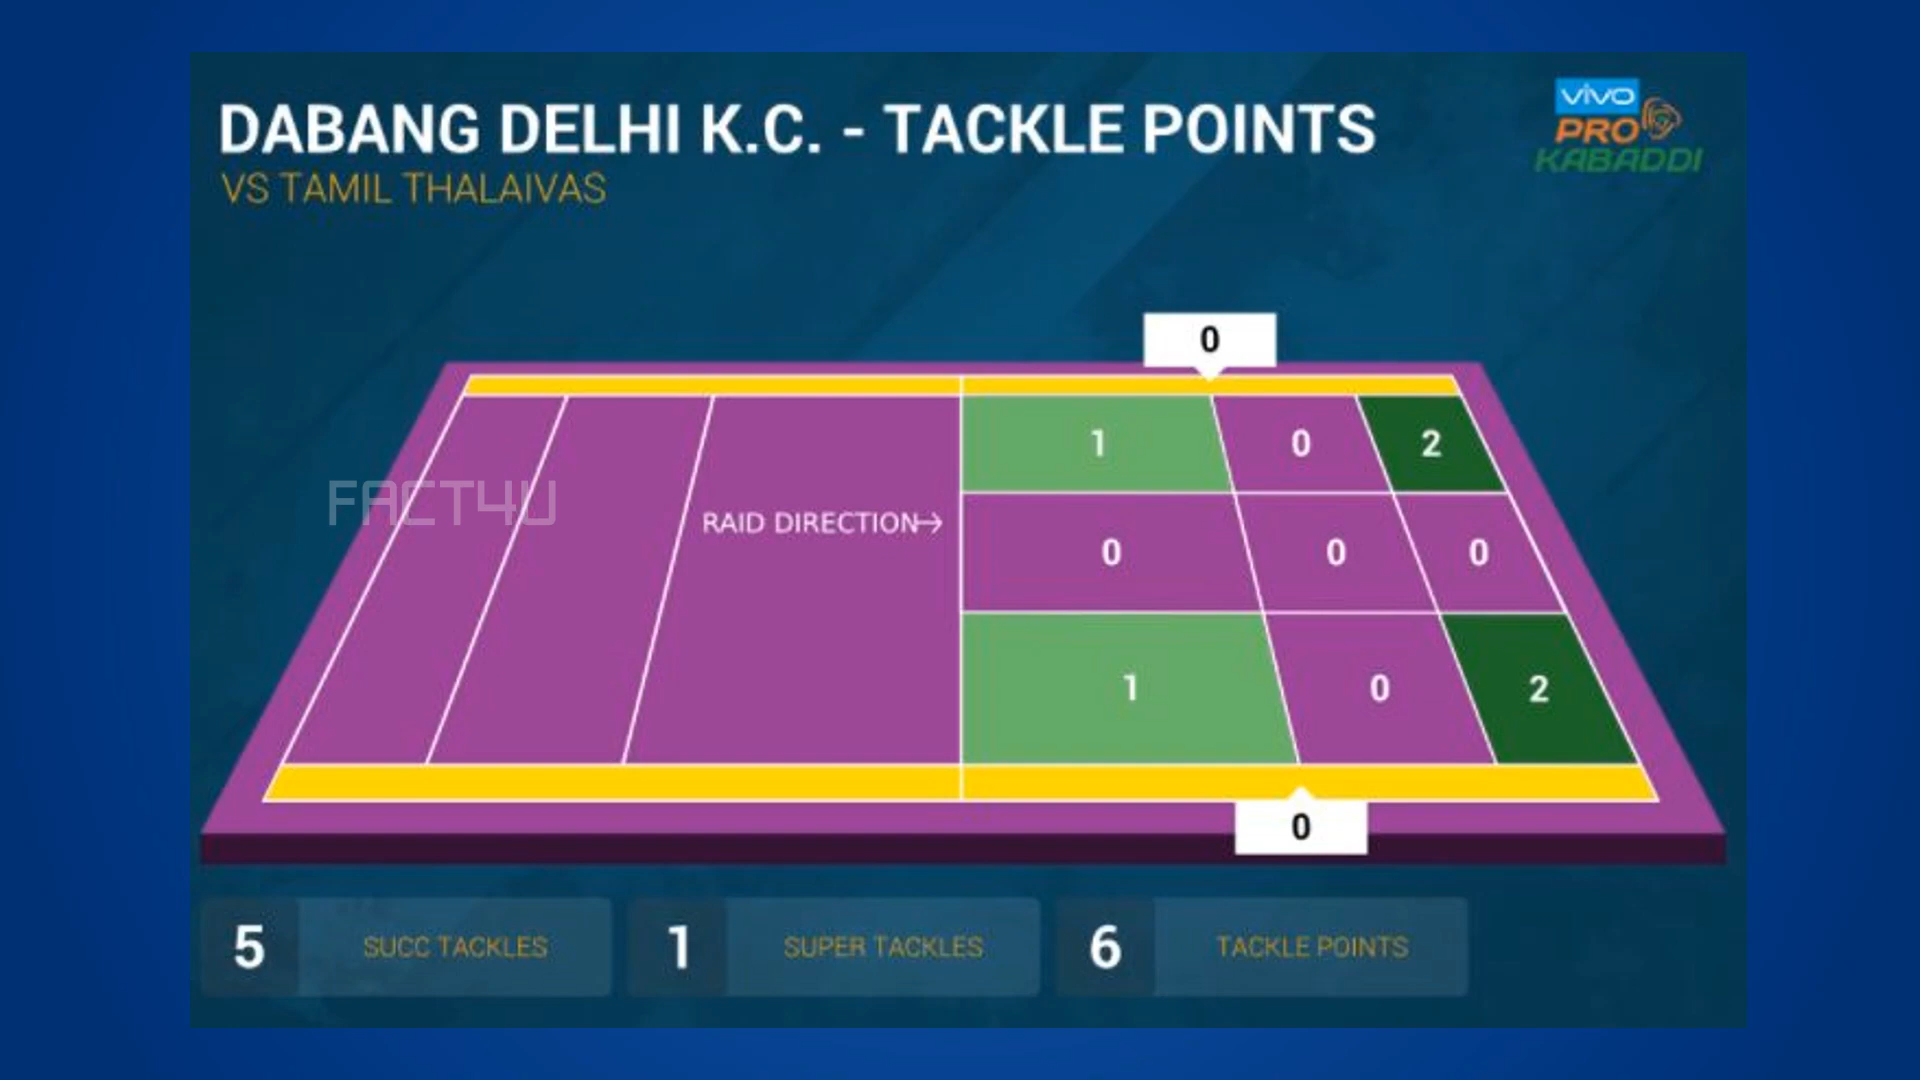 DABANG DELHI K.C. - TACKLE POINTS
VS TAMIL THALAIVAS
vivo
PRO
KABADDI
0
1 0 2
FACT4U
RAID DIRECTION→
0 0 0
1 0 2
0
5 SUCC TACKLES
1 SUPER TACKLES
6 TACKLE POINTS